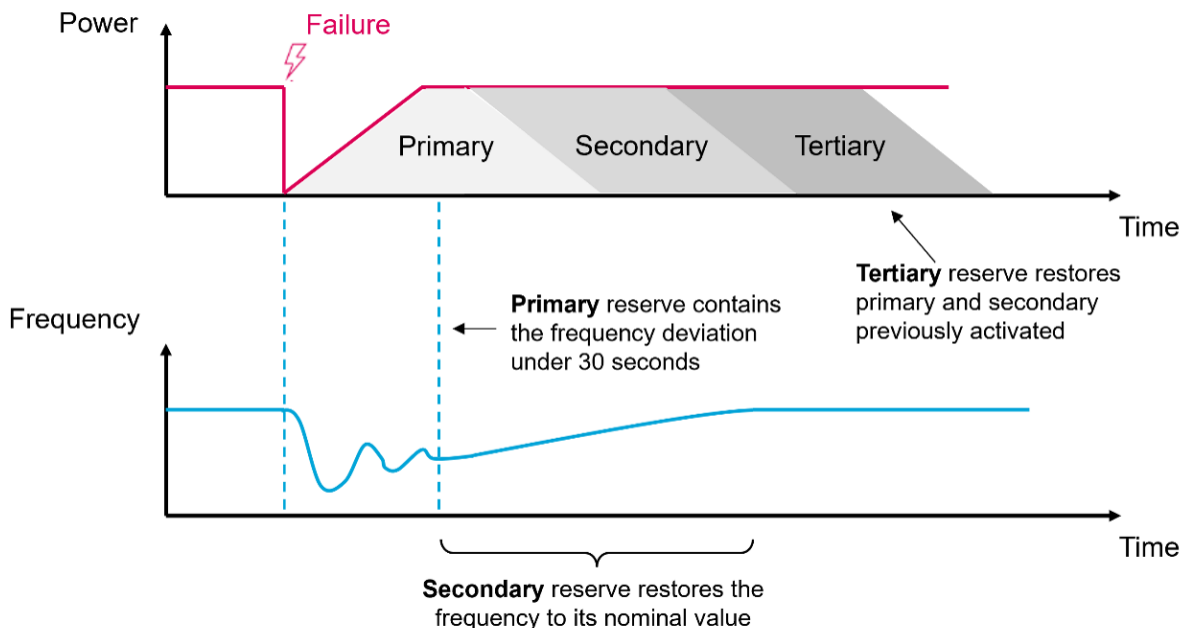 Power
Failure
Primary
Secondary
Tertiary
Time
Tertiary reserve restores
primary and secondary
previously activated
Primary reserve contains
the frequency deviation
under 30 seconds
Frequency
Time
Secondary reserve restores the
frequency to its nominal value